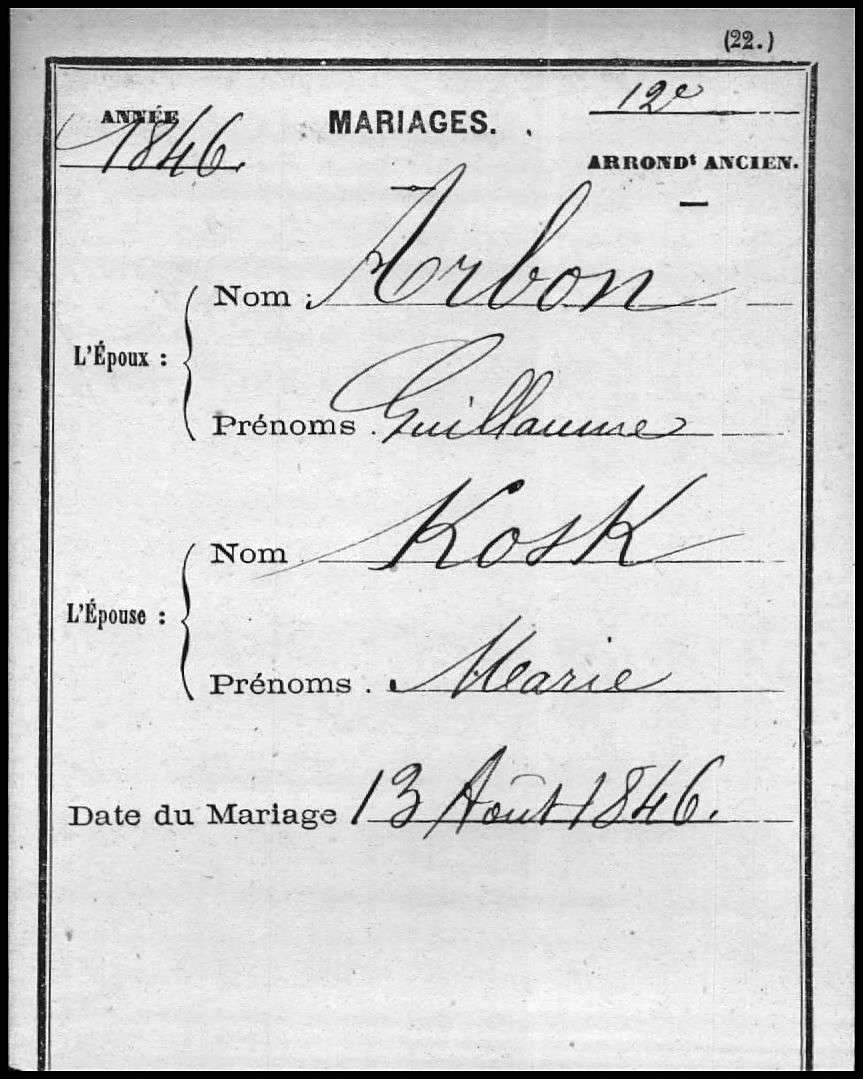 (22.)
ANNÉE
1846.
MARIAGES.
12e
ARRONDt ANCIEN.
L'Époux :
Nom : Arbon
Prénoms . Guillaume
L'Épouse :
Nom Kosk
Prénoms . Marie
Date du Mariage 13 Août 1846.